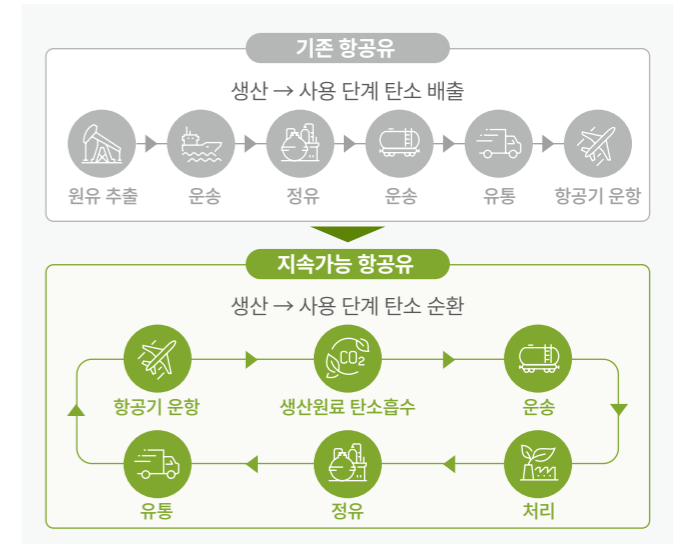 기존 항공유
생산 → 사용 단계 탄소 배출
원유 추출 운송 정유 운송 유통 항공기 운항
지속가능 항공유
생산 → 사용 단계 탄소 순환
CO2
항공기 운항 생산원료 탄소흡수 운송
유통 정유 처리